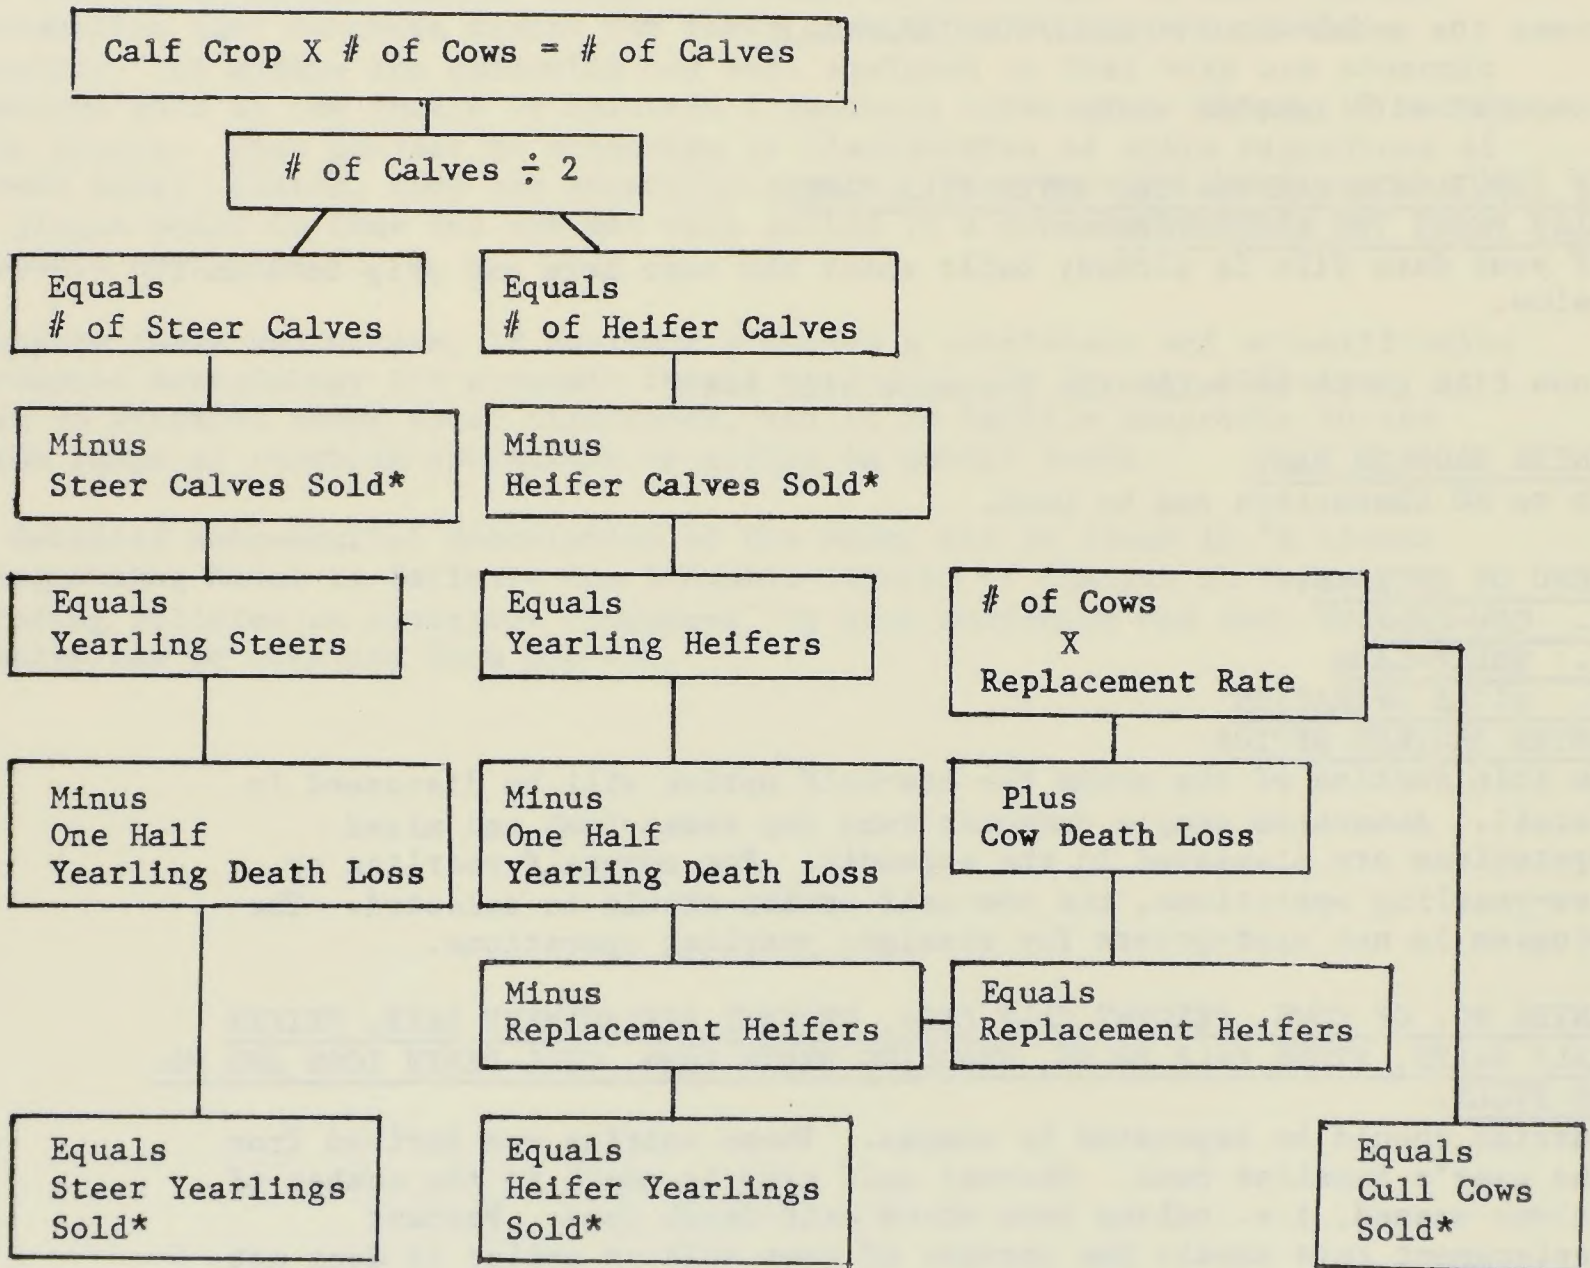 Calf Crop X # of Cows = # of Calves
# of Calves ÷ 2
Equals
# of Steer Calves
Equals
# of Heifer Calves
Minus
Steer Calves Sold*
Minus
Heifer Calves Sold*
Equals
Yearling Steers
Equals
Yearling Heifers
# of Cows
X
Replacement Rate
Minus
One Half
Yearling Death Loss
Minus
One Half
Yearling Death Loss
Plus
Cow Death Loss
Minus
Replacement Heifers
Equals
Replacement Heifers
Equals
Steer Yearlings
Sold*
Equals
Heifer Yearlings
Sold*
Equals
Cull Cows
Sold*